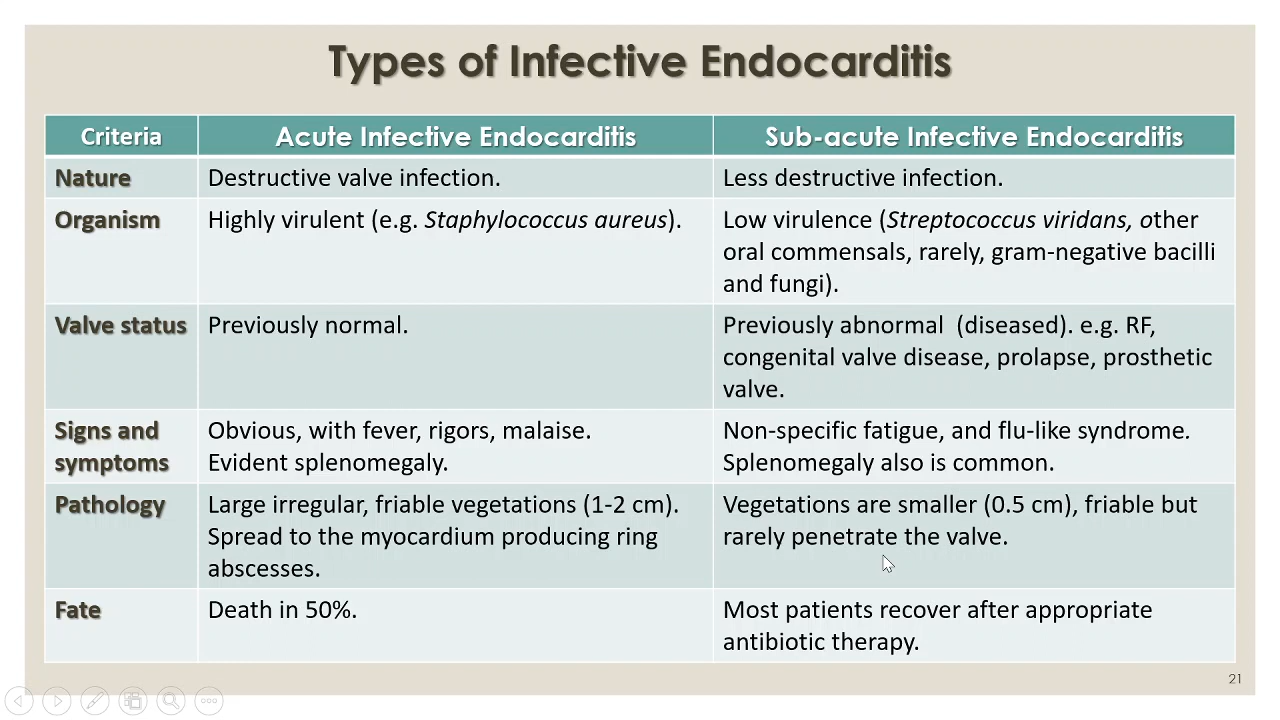 Types of Infective Endocarditis
Criteria
Acute Infective Endocarditis
Sub-acute Infective Endocarditis
Nature
Destructive valve infection.
Less destructive infection.
Organism
Highly virulent (e.g. Staphylococcus aureus).
Low virulence (Streptococcus viridans, other
oral commensals, rarely, gram-negative bacilli
and fungi).
Valve status
Previously normal.
Previously abnormal (diseased). e.g. RF,
congenital valve disease, prolapse, prosthetic
valve.
Signs and
symptoms
Obvious, with fever, rigors, malaise.
Evident splenomegaly.
Non-specific fatigue, and flu-like syndrome.
Splenomegaly also is common.
Pathology
Large irregular, friable vegetations (1-2 cm).
Spread to the myocardium producing ring
abscesses.
Vegetations are smaller (0.5 cm), friable but
rarely penetrate the valve.
Fate
Death in 50%.
Most patients recover after appropriate
antibiotic therapy.
21